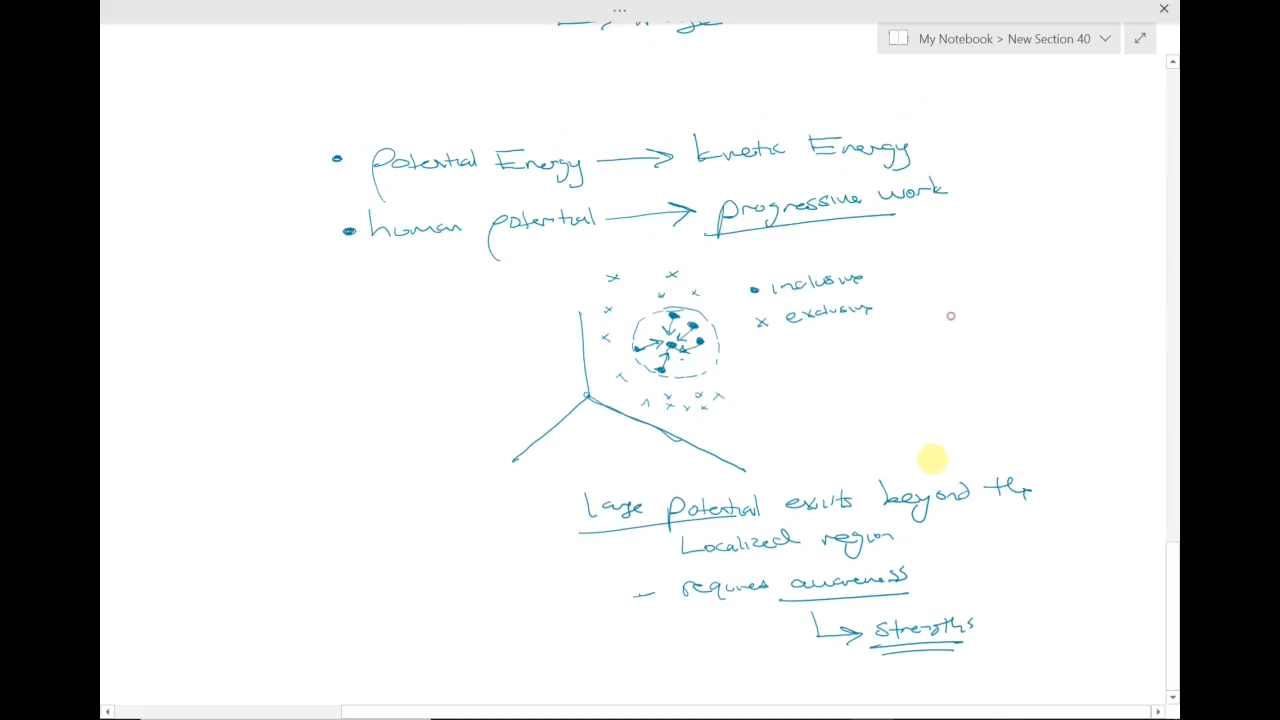 My Notebook > New Section 40
• Potential Energy → kinetic Energy
• human potential → progressive work
• inclusive
x exclusive
Large Potential exists beyond the
Localized region
- requires awareness
↳ strengths